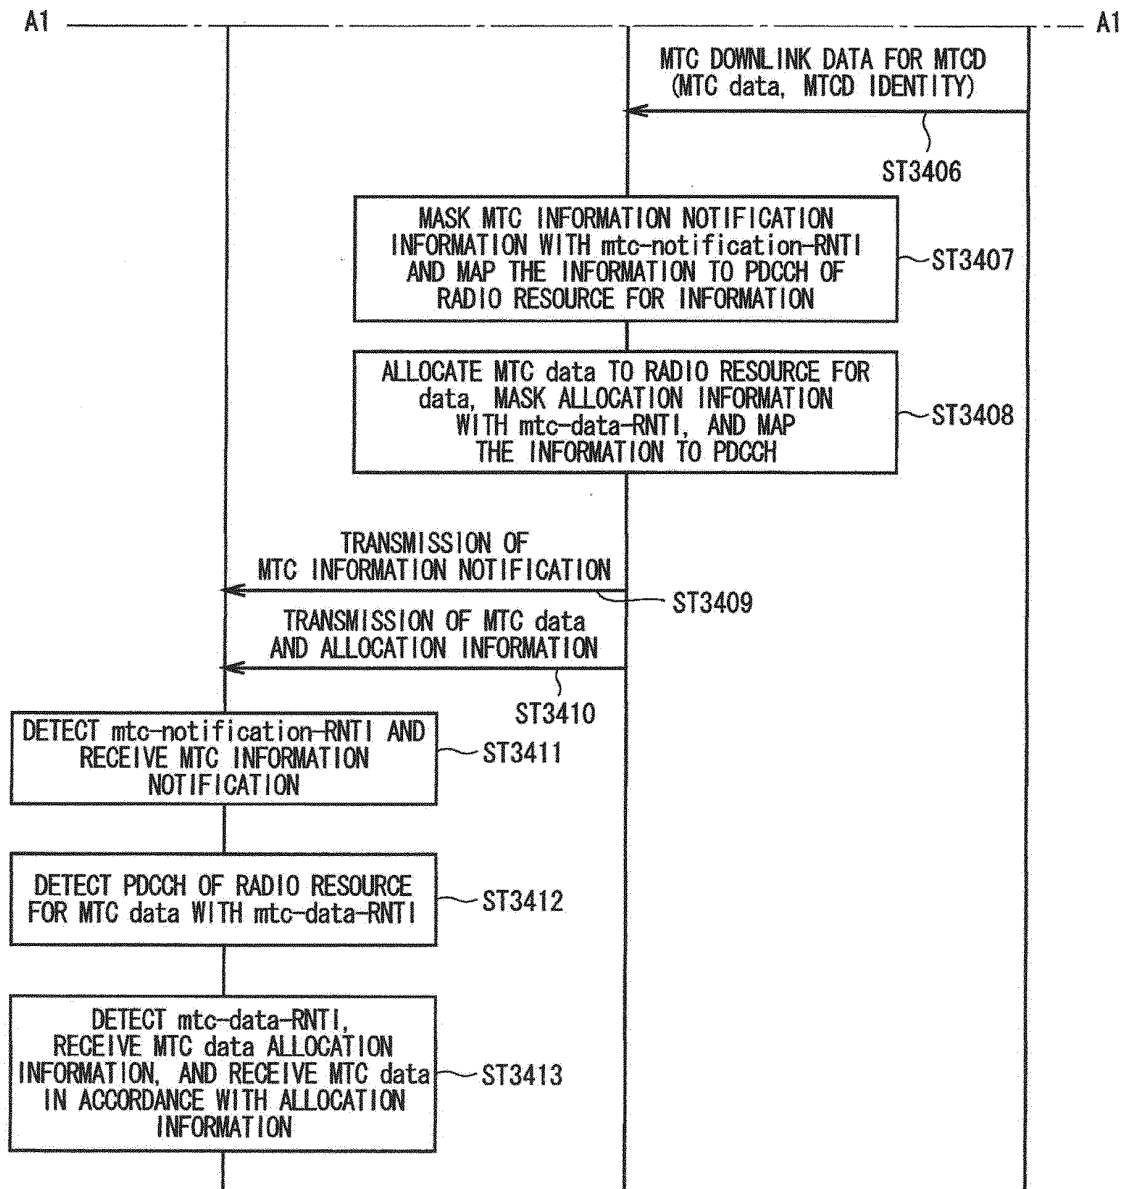 A1 A1
MTC DOWNLINK DATA FOR MTCD
(MTC data, MTCD IDENTITY)
ST3406
MASK MTC INFORMATION NOTIFICATION
INFORMATION WITH mtc-notification-RNTI
AND MAP THE INFORMATION TO PDCCH OF
RADIO RESOURCE FOR INFORMATION
ST3407
ALLOCATE MTC data TO RADIO RESOURCE FOR
data, MASK ALLOCATION INFORMATION
WITH mtc-data-RNTI, AND MAP
THE INFORMATION TO PDCCH
ST3408
TRANSMISSION OF
MTC INFORMATION NOTIFICATION
ST3409
TRANSMISSION OF MTC data
AND ALLOCATION INFORMATION
ST3410
DETECT mtc-notification-RNTI AND
RECEIVE MTC INFORMATION
NOTIFICATION
ST3411
DETECT PDCCH OF RADIO RESOURCE
FOR MTC data WITH mtc-data-RNTI
ST3412
DETECT mtc-data-RNTI,
RECEIVE MTC data ALLOCATION
INFORMATION, AND RECEIVE MTC data
IN ACCORDANCE WITH ALLOCATION
INFORMATION
ST3413